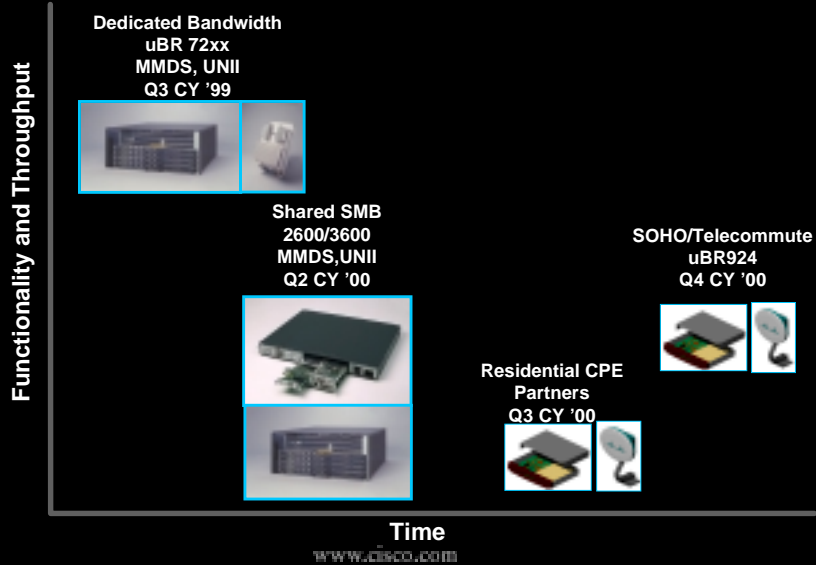 Dedicated Bandwidth
uBR 72xx
MMDS, UNII
Q3 CY ’99
Functionality and Throughput
Shared SMB
2600/3600
MMDS,UNII
Q2 CY ’00
SOHO/Telecommute
uBR924
Q4 CY ’00
Residential CPE
Partners
Q3 CY ’00
Time
www.cisco.com